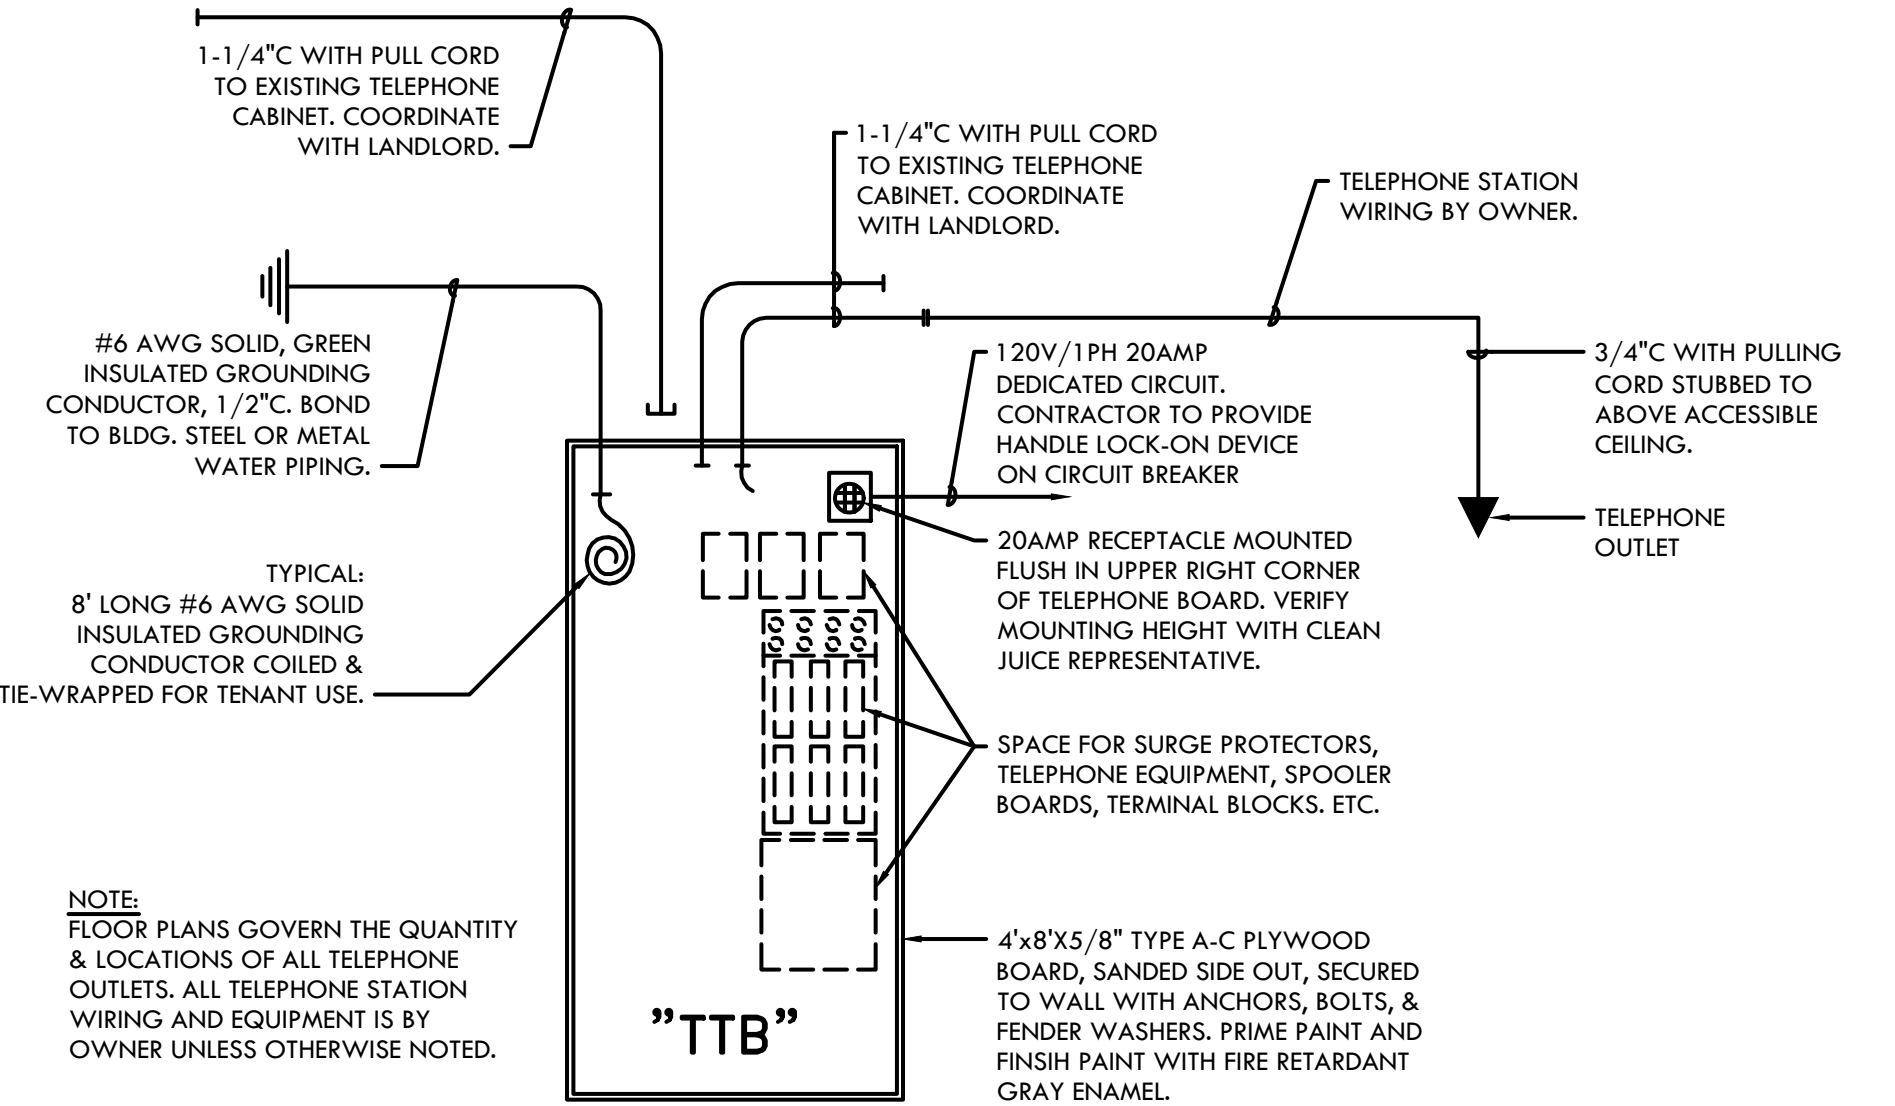 1-1/4"C WITH PULL CORD
TO EXISTING TELEPHONE
CABINET. COORDINATE
WITH LANDLORD.
1-1/4"C WITH PULL CORD
TO EXISTING TELEPHONE
CABINET. COORDINATE
WITH LANDLORD.
TELEPHONE STATION
WIRING BY OWNER.
#6 AWG SOLID, GREEN
INSULATED GROUNDING
CONDUCTOR, 1/2"C. BOND
TO BLDG. STEEL OR METAL
WATER PIPING.
120V/1PH 20AMP
DEDICATED CIRCUIT.
CONTRACTOR TO PROVIDE
HANDLE LOCK-ON DEVICE
ON CIRCUIT BREAKER
3/4"C WITH PULLING
CORD STUBBED TO
ABOVE ACCESSIBLE
CEILING.
TELEPHONE
OUTLET
20AMP RECEPTACLE MOUNTED
FLUSH IN UPPER RIGHT CORNER
OF TELEPHONE BOARD. VERIFY
MOUNTING HEIGHT WITH CLEAN
JUICE REPRESENTATIVE.
TYPICAL:
8' LONG #6 AWG SOLID
INSULATED GROUNDING
CONDUCTOR COILED &
TIE-WRAPPED FOR TENANT USE.
SPACE FOR SURGE PROTECTORS,
TELEPHONE EQUIPMENT, SPOOLER
BOARDS, TERMINAL BLOCKS. ETC.
NOTE:
FLOOR PLANS GOVERN THE QUANTITY
& LOCATIONS OF ALL TELEPHONE
OUTLETS. ALL TELEPHONE STATION
WIRING AND EQUIPMENT IS BY
OWNER UNLESS OTHERWISE NOTED.
"TTB"
4'x8'X5/8" TYPE A-C PLYWOOD
BOARD, SANDED SIDE OUT, SECURED
TO WALL WITH ANCHORS, BOLTS, &
FENDER WASHERS. PRIME PAINT AND
FINSIH PAINT WITH FIRE RETARDANT
GRAY ENAMEL.